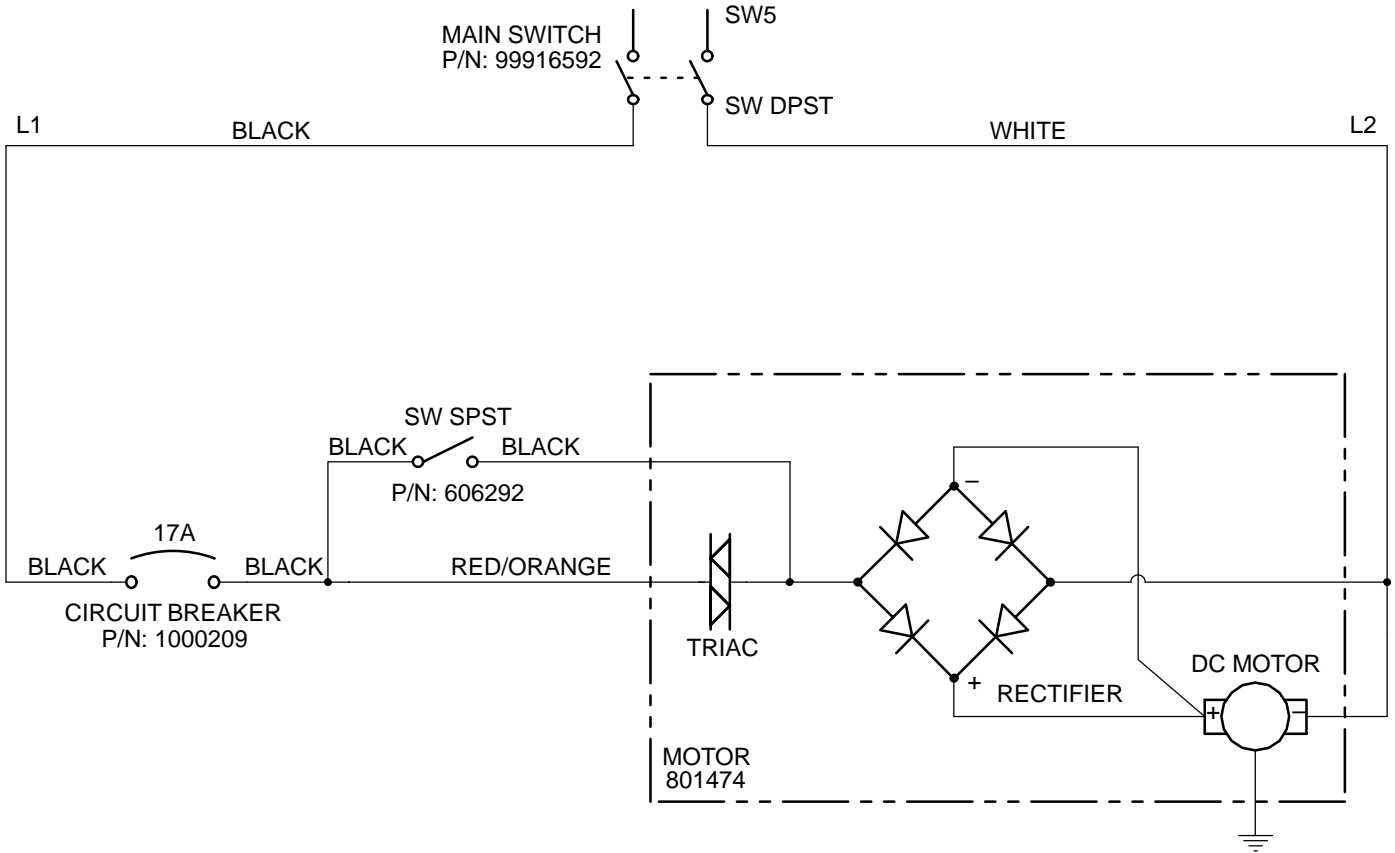 SW5
MAIN SWITCH
P/N: 99916592
SW DPST
L1
BLACK
WHITE
L2
SW SPST
BLACK
BLACK
P/N: 606292
17A
BLACK
BLACK
RED/ORANGE
CIRCUIT BREAKER
P/N: 1000209
TRIAC
−
+
RECTIFIER
DC MOTOR
+
−
MOTOR
801474